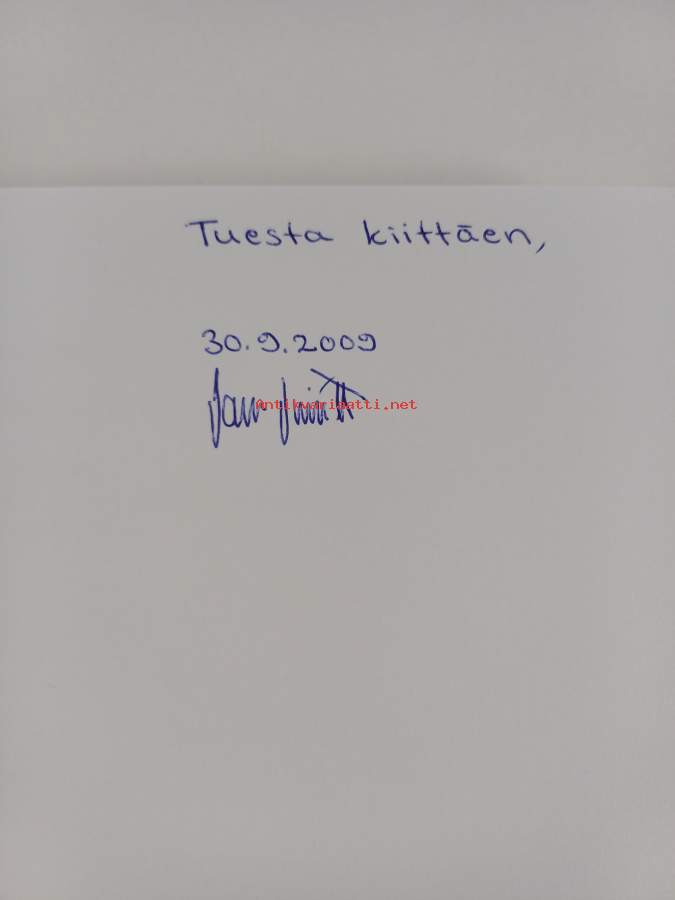 Tuesta kiittäen,
30.9.2009
Antikvariaatti.net